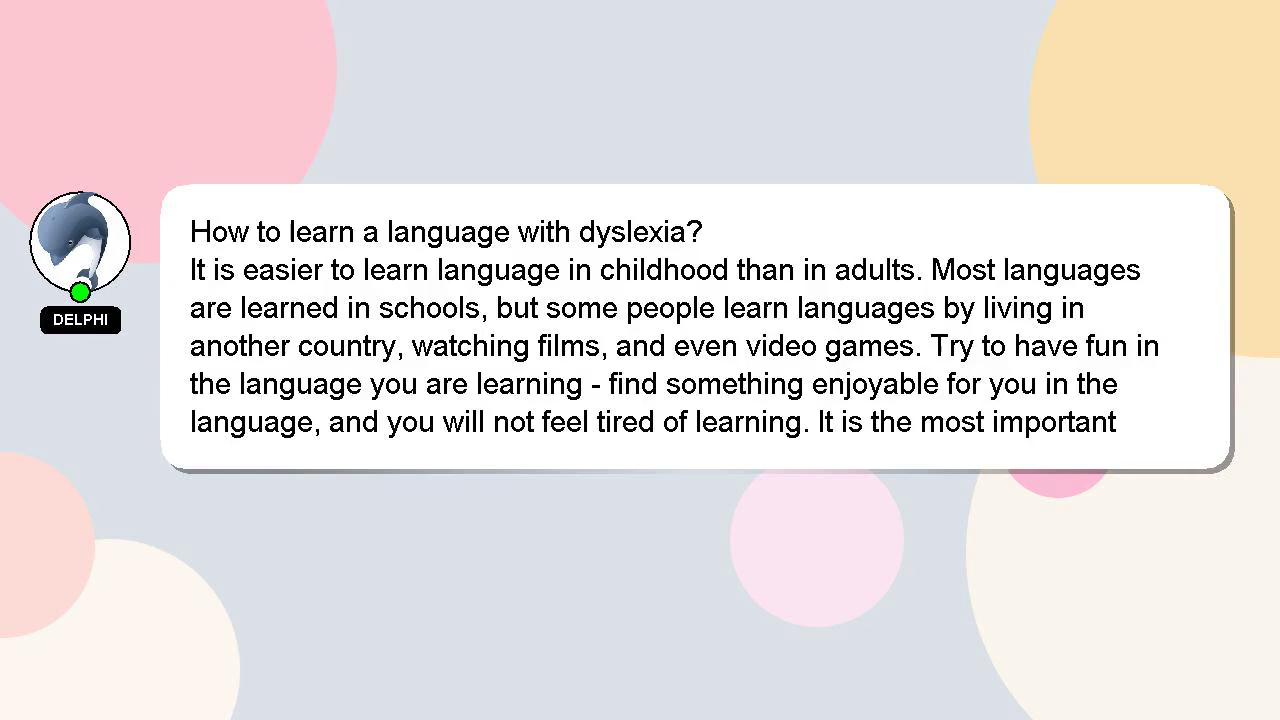 How to learn a language with dyslexia?
It is easier to learn language in childhood than in adults. Most languages
are learned in schools, but some people learn languages by living in
another country, watching films, and even video games. Try to have fun in
the language you are learning - find something enjoyable for you in the
language, and you will not feel tired of learning. It is the most important
DELPHI